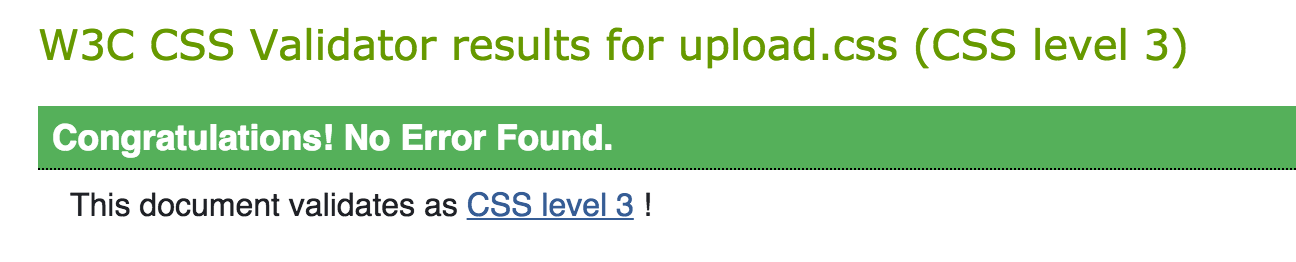 W3C CSS Validator results for upload.css (CSS level 3)
Congratulations! No Error Found.
This document validates as CSS level 3 !